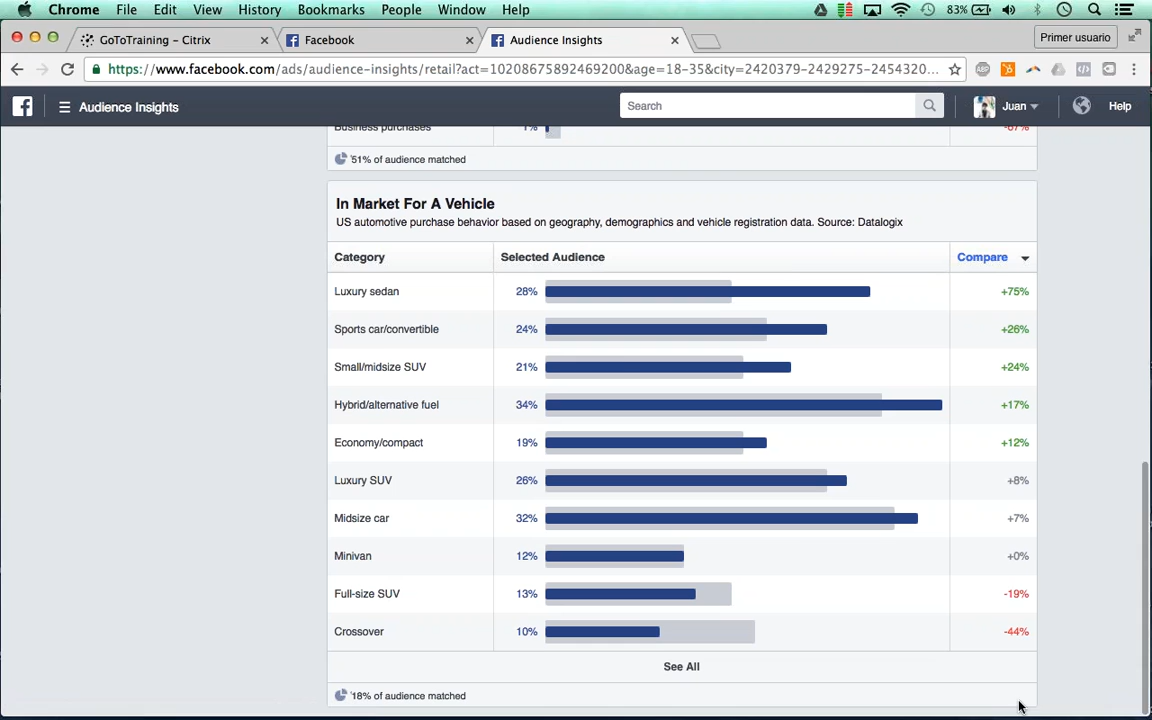 Chrome File Edit View History Bookmarks People Window Help 83%
GoToTraining – Citrix Facebook Audience Insights Primer usuario
https://www.facebook.com/ads/audience-insights/retail?act=10208675892469200&age=18-35&city=2420379-2429275-2454320...
Audience Insights Search Juan Help
Business purchases 1% -67%
51% of audience matched
In Market For A Vehicle
US automotive purchase behavior based on geography, demographics and vehicle registration data. Source: Datalogix
Category Selected Audience Compare
Luxury sedan 28% +75%
Sports car/convertible 24% +26%
Small/midsize SUV 21% +24%
Hybrid/alternative fuel 34% +17%
Economy/compact 19% +12%
Luxury SUV 26% +8%
Midsize car 32% +7%
Minivan 12% +0%
Full-size SUV 13% -19%
Crossover 10% -44%
See All
18% of audience matched